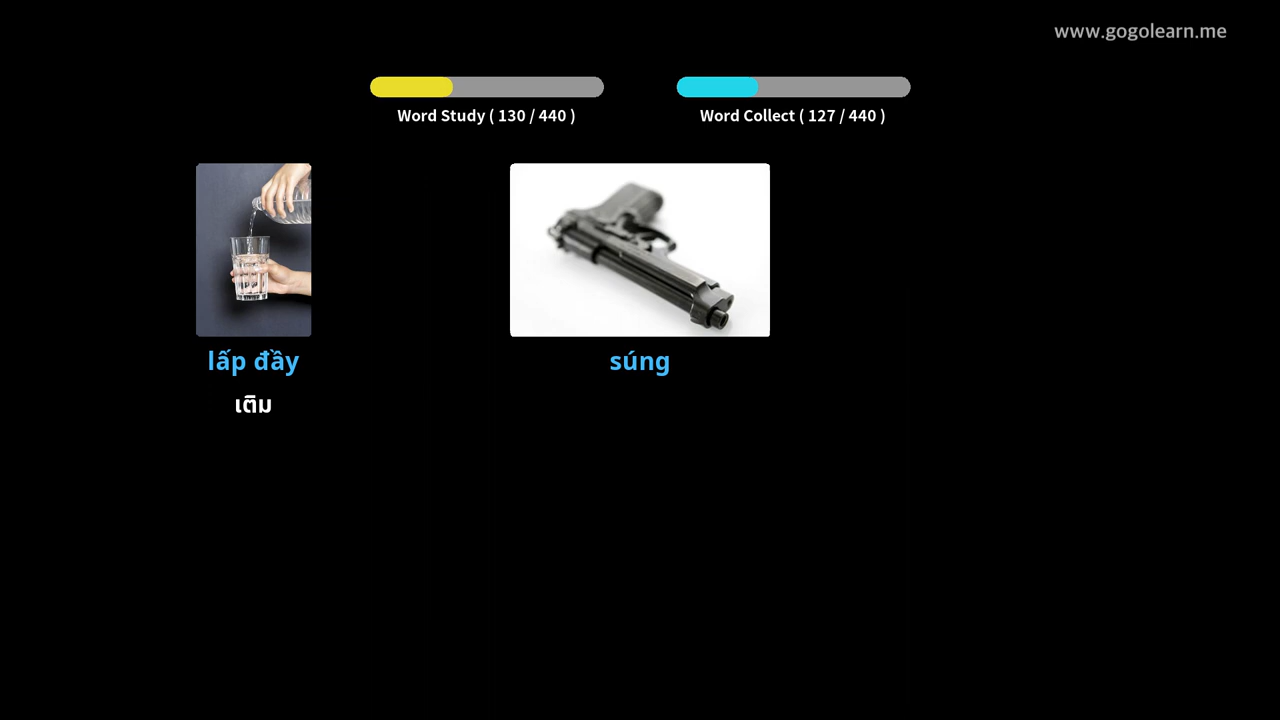 www.gogolearn.me
Word Study ( 130 / 440 )
Word Collect ( 127 / 440 )
lấp đầy
súng
เติม